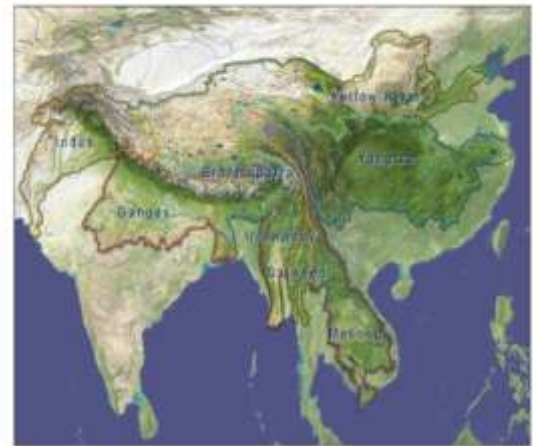 Yellow River
Indus
Yangtze
Brahmaputra
Ganges
Irrawaddy
Salween
Mekong